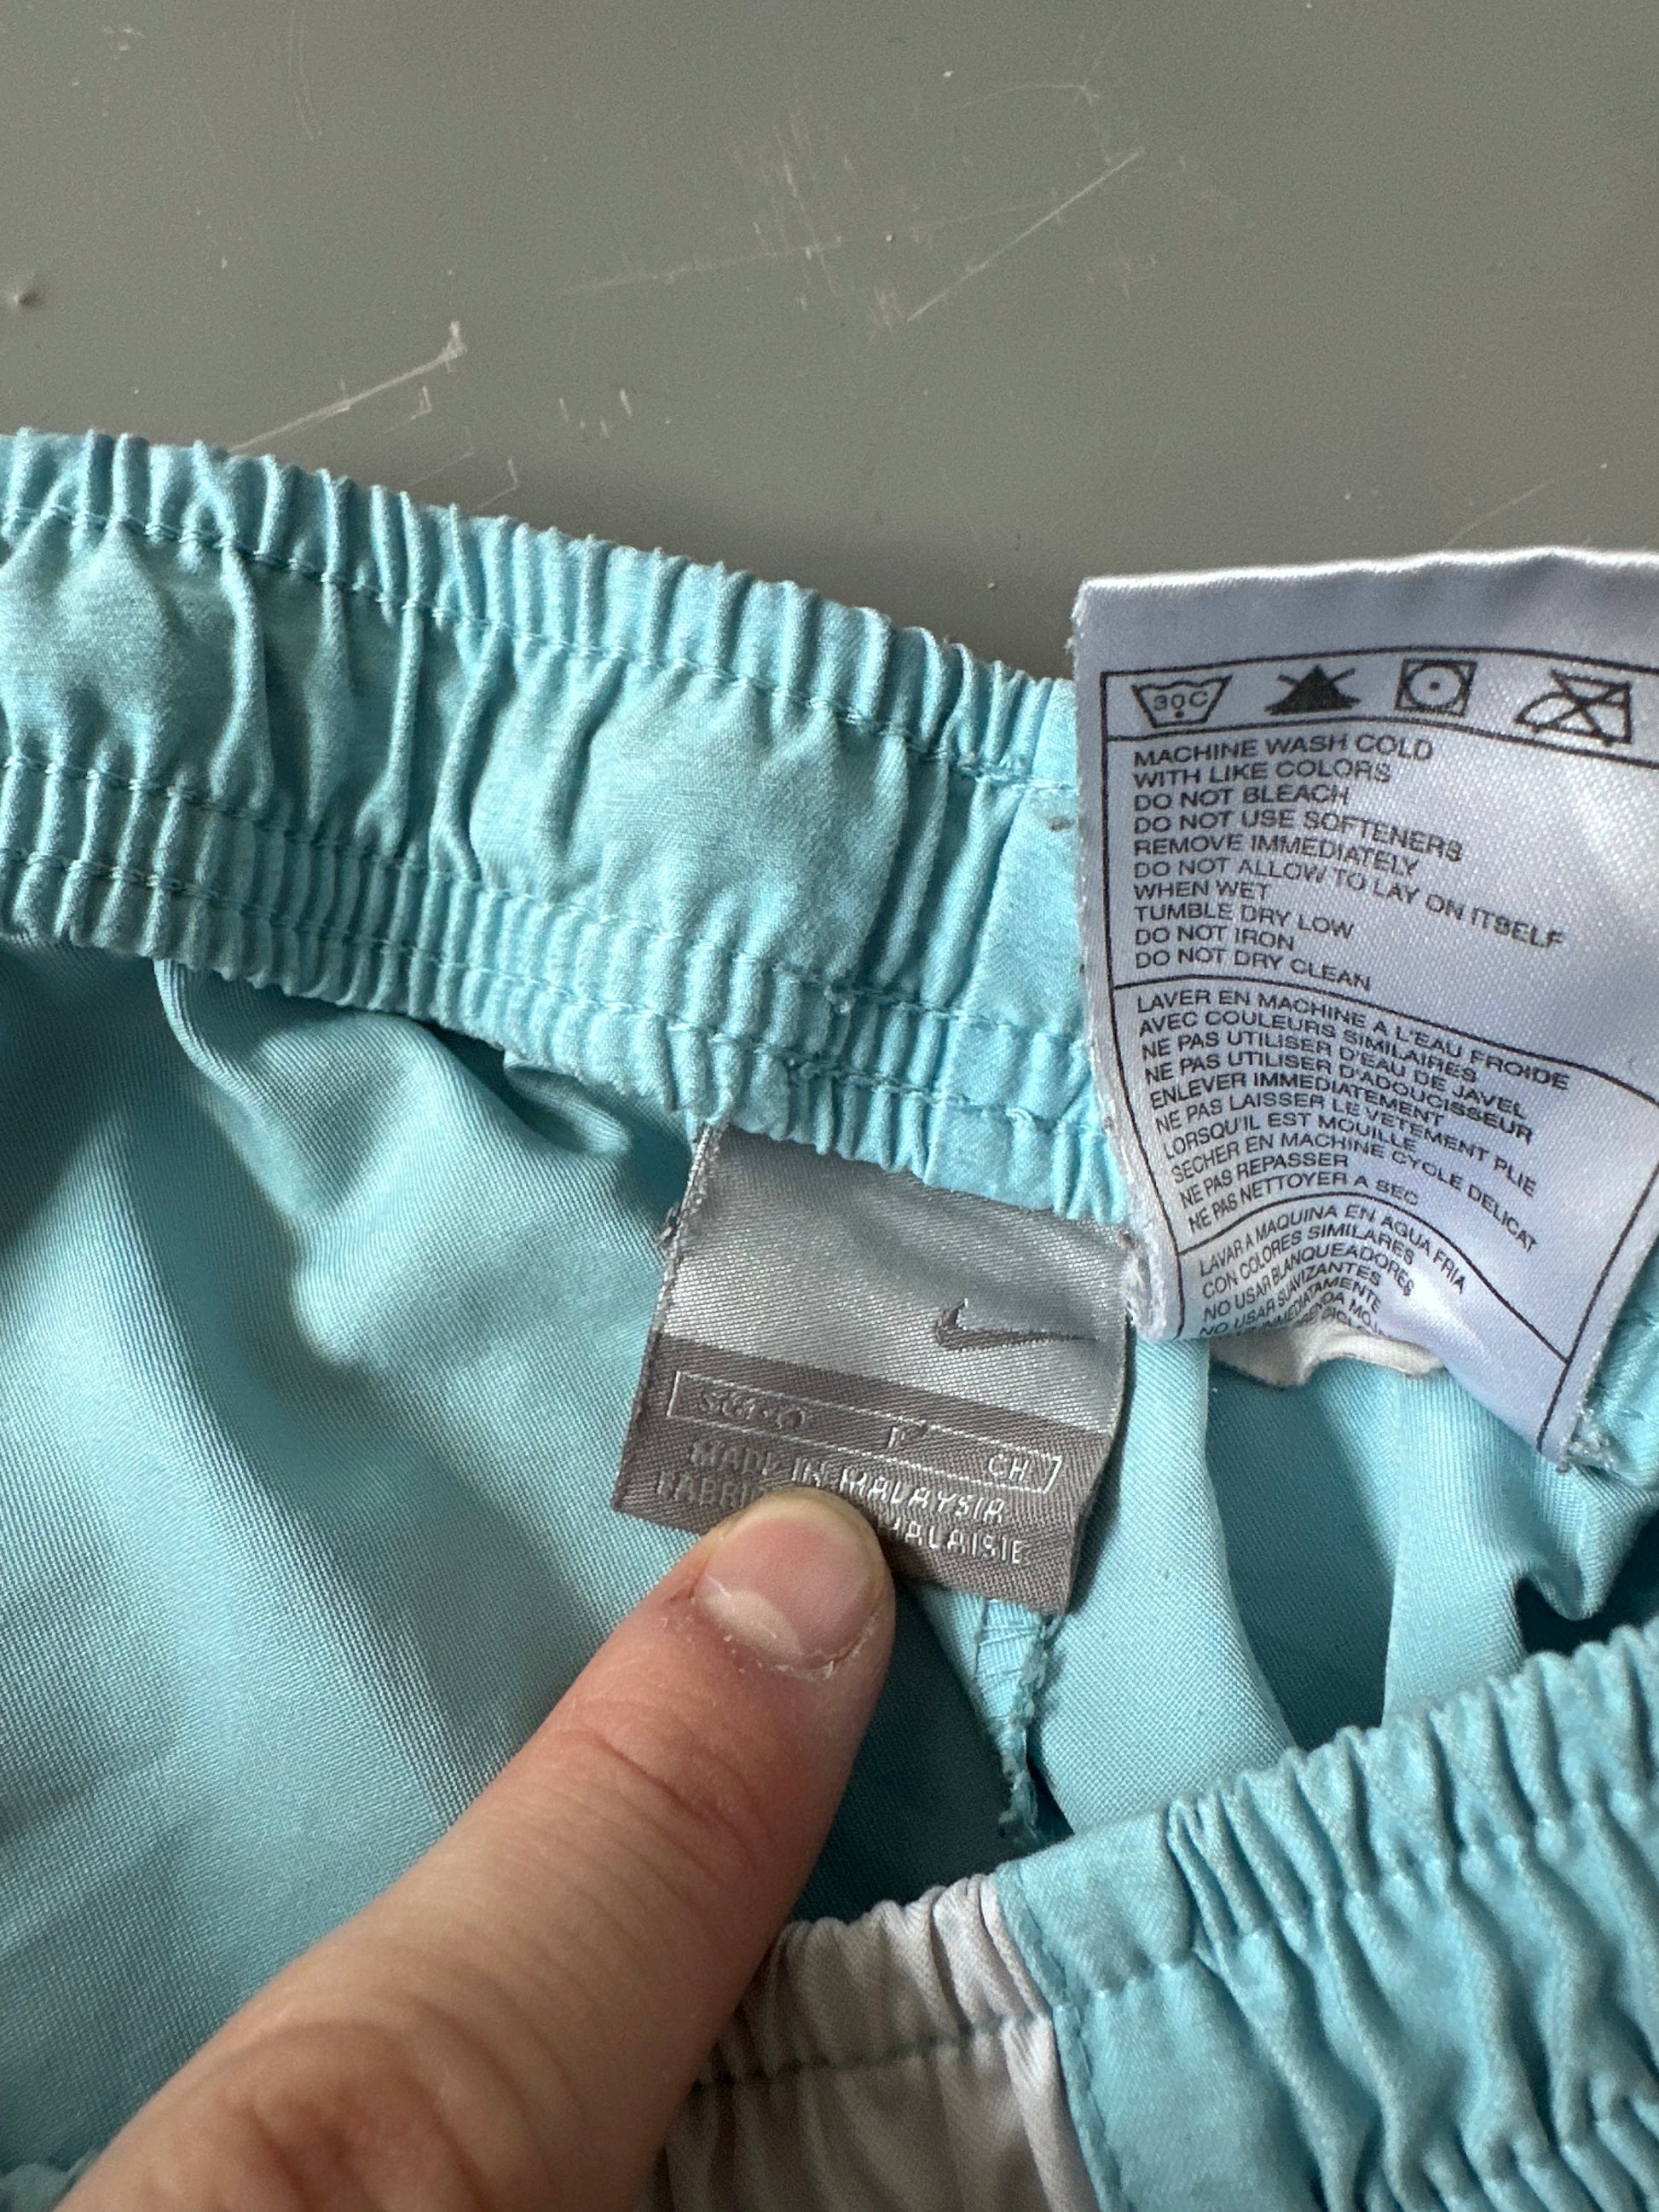 30C
MACHINE WASH COLD
WITH LIKE COLORS
DO NOT BLEACH
DO NOT USE SOFTENERS
REMOVE IMMEDIATELY
DO NOT ALLOW TO LAY ON ITSELF
WHEN WET
TUMBLE DRY LOW
DO NOT IRON
DO NOT DRY CLEAN
LAVER EN MACHINE A L'EAU FROIDE
AVEC COULEURS SIMILAIRES
NE PAS UTILISER D'EAU DE JAVEL
NE PAS UTILISER D'ADOUCISSEUR
ENLEVER IMMEDIATEMENT
NE PAS LAISSER LE VETEMENT PLIE
LORSQU'IL EST MOUILLE
SECHER EN MACHINE CYCLE DELICAT
NE PAS REPASSER
NE PAS NETTOYER A SEC
LAVAR A MAQUINA EN AGUA FRIA
CON COLORES SIMILARES
NO USAR BLANQUEADORES
NO USAR SUAVIZANTES
P CH
MADE IN MALAYSIA
MALAISIE